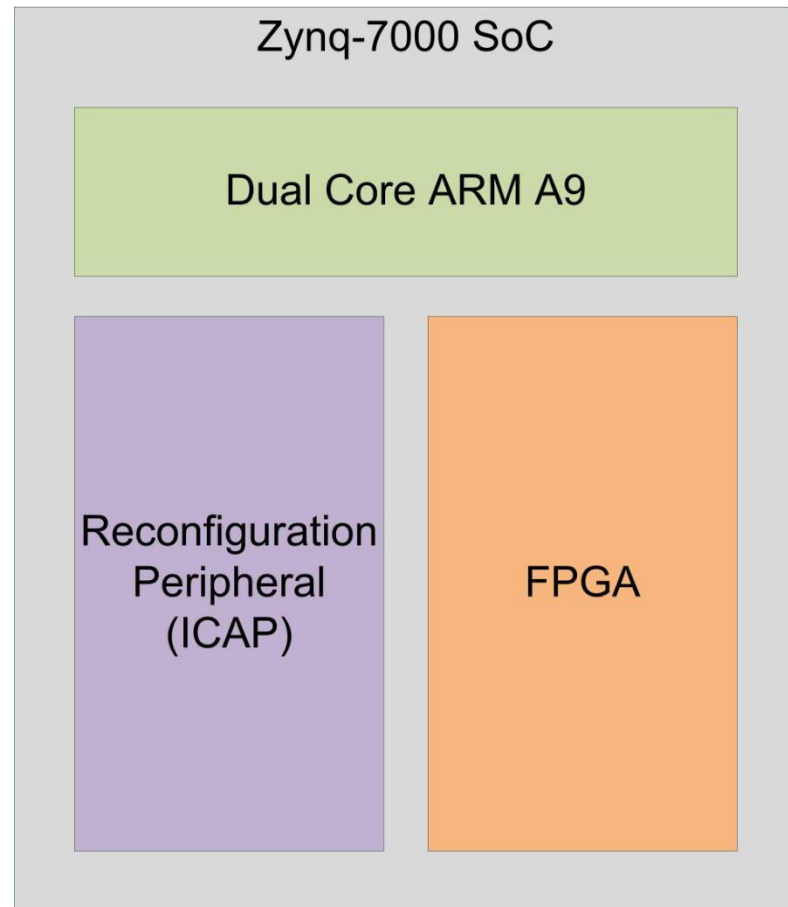 Zynq-7000 SoC
Dual Core ARM A9
Reconfiguration
Peripheral
(ICAP)
FPGA